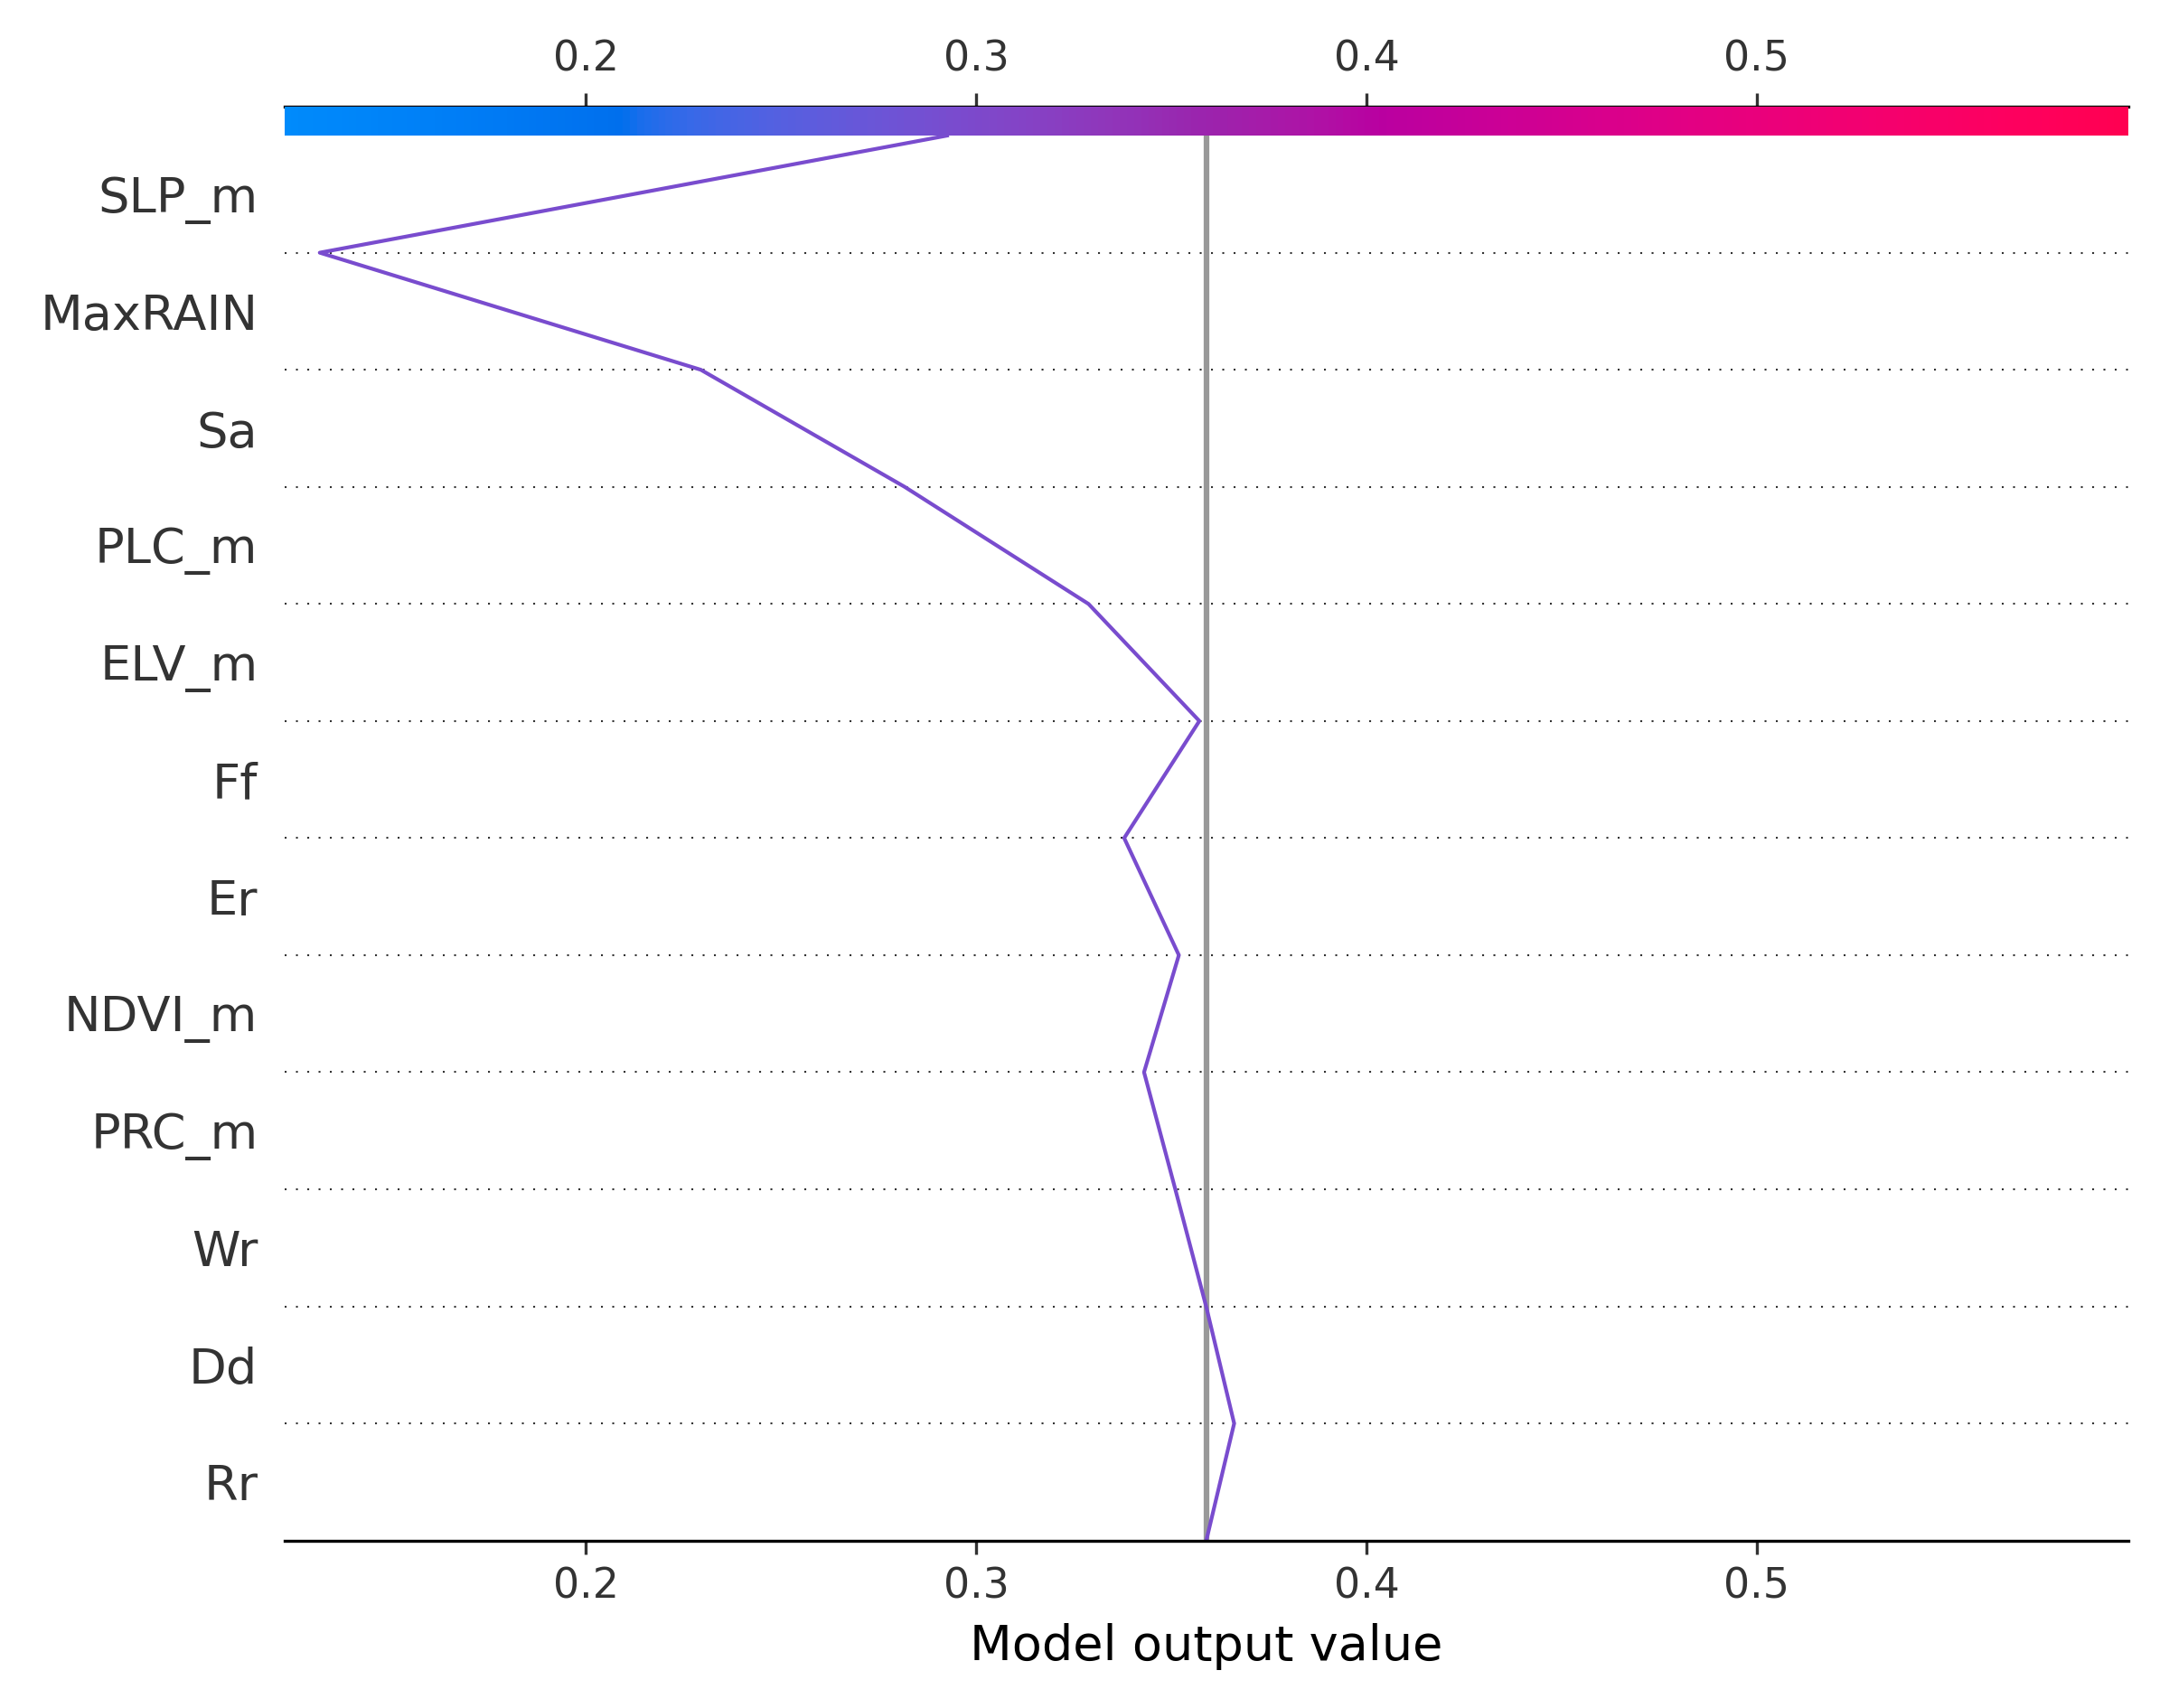 0.2 0.3 0.4 0.5
SLP_m
MaxRAIN
Sa
PLC_m
ELV_m
Ff
Er
NDVI_m
PRC_m
Wr
Dd
Rr
0.2 0.3 0.4 0.5
Model output value